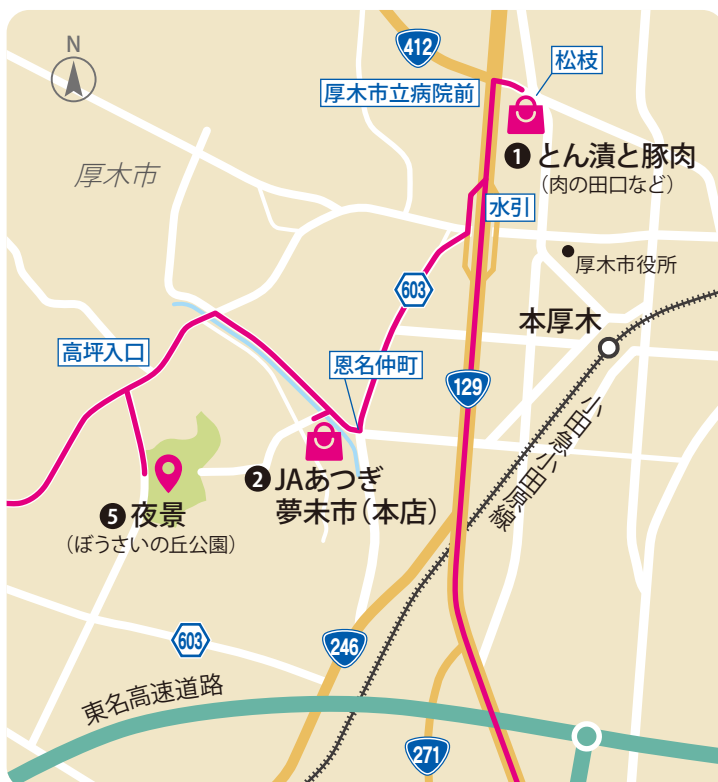 N
412
松枝
厚木市立病院前
❶とん漬と豚肉
(肉の田口など)
厚木市
水引
厚木市役所
603
本厚木
高坪入口
恩名仲町
129
小田急小田原線
❷JAあつぎ
夢未市(本店)
❺夜景
(ぼうさいの丘公園)
603
246
東名高速道路
271